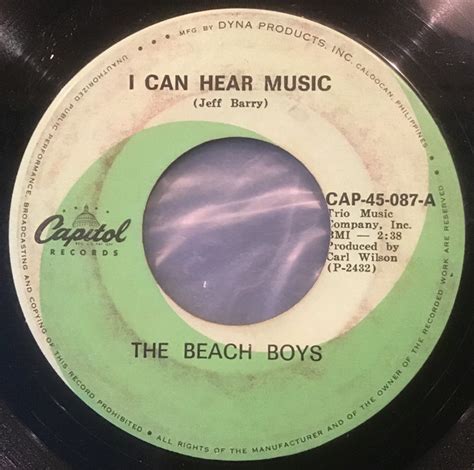 MFG. BY DYNA PRODUCTS, INC. CALOOCAN, PHILIPPINES
I CAN HEAR MUSIC
(Jeff Barry)
Capitol
RECORDS
CAP-45-087-A
Trio Music
Company, Inc.
BMI - 2:38
Produced by
Carl Wilson
(P-2432)
THE BEACH BOYS
UNAUTHORIZED PUBLIC PERFORMANCE, BROADCASTING AND COPYING OF THIS RECORD PROHIBITED • ALL RIGHTS OF THE MANUFACTURER AND • OF THE OWNER OF THE RECORDED WORK ARE RESERVED •